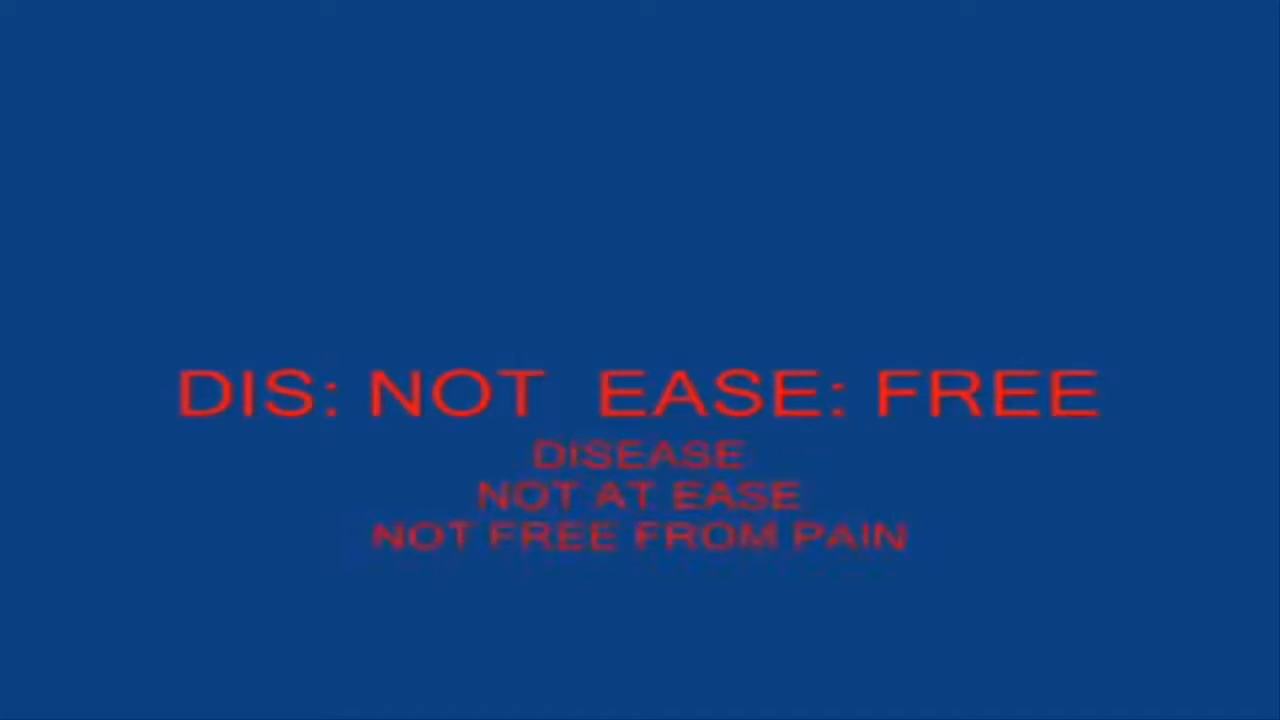 DIS: NOT  EASE: FREE
DISEASE
NOT AT EASE
NOT FREE FROM PAIN